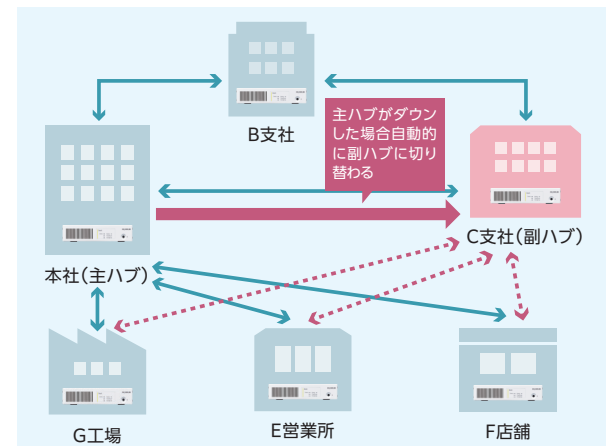 B支社
主ハブがダウン
した場合自動的
に副ハブに切り
替わる
本社(主ハブ)
C支社(副ハブ)
G工場
E営業所
F店舗